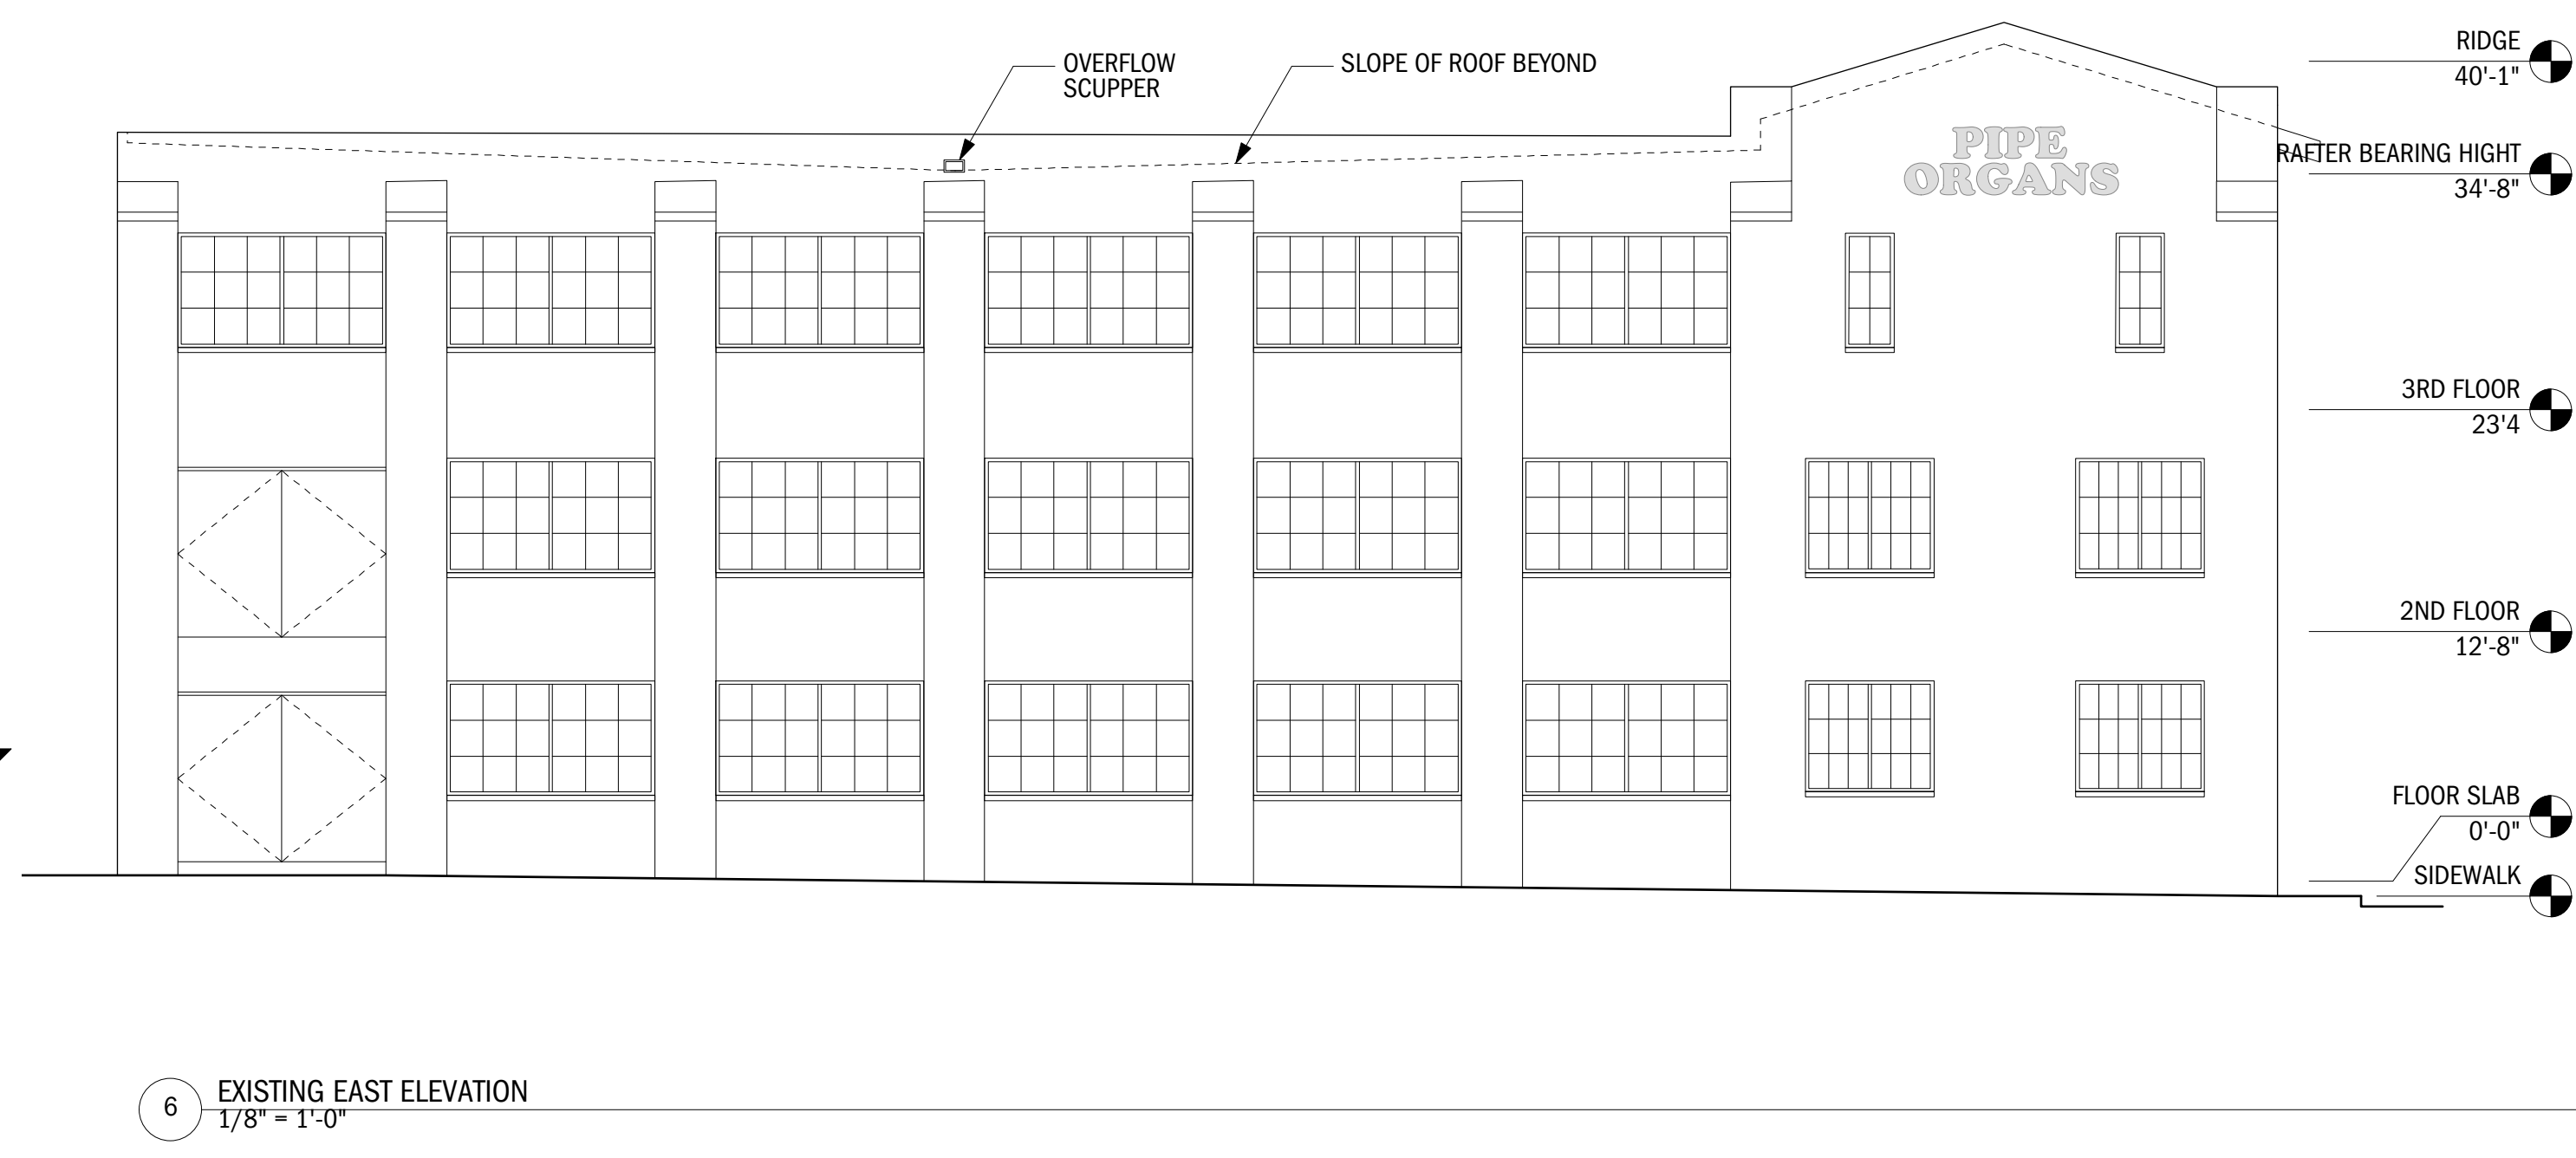 OVERFLOW
SCUPPER
SLOPE OF ROOF BEYOND
RIDGE
40'-1"
PIPE
ORGANS
RAFTER BEARING HIGHT
34'-8"
3RD FLOOR
23'4
2ND FLOOR
12'-8"
FLOOR SLAB
0'-0"
SIDEWALK
6
EXISTING EAST ELEVATION
1/8" = 1'-0"